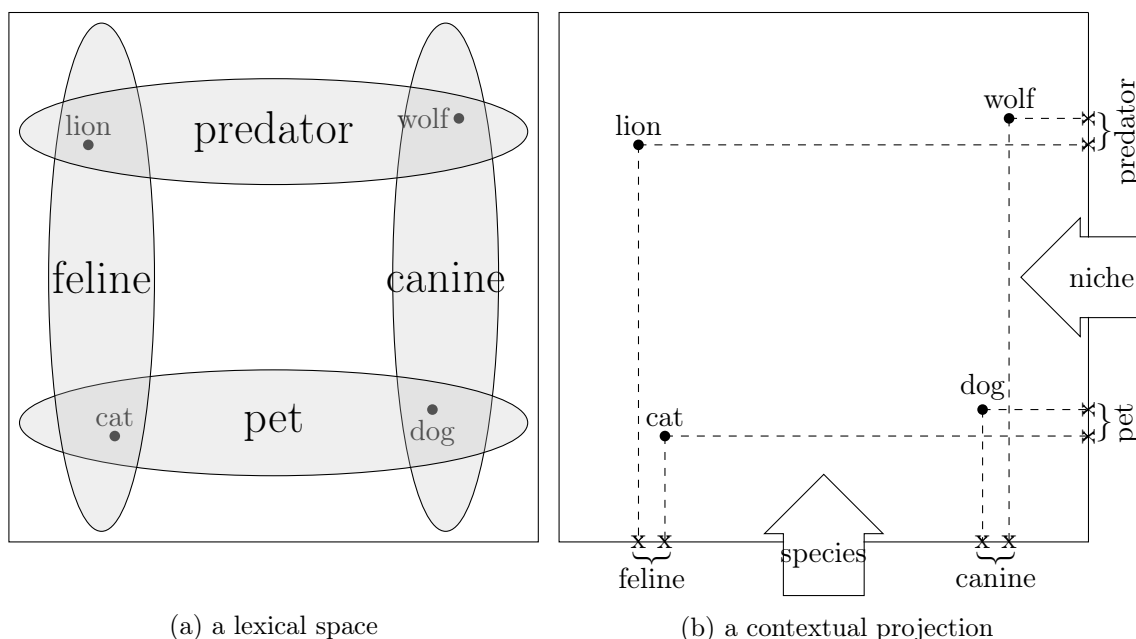 lion
predator
wolf
feline
canine
cat
pet
dog
(a) a lexical space
wolf
lion
predator
niche
dog
cat
pet
x x
x x
species
feline
canine
(b) a contextual projection